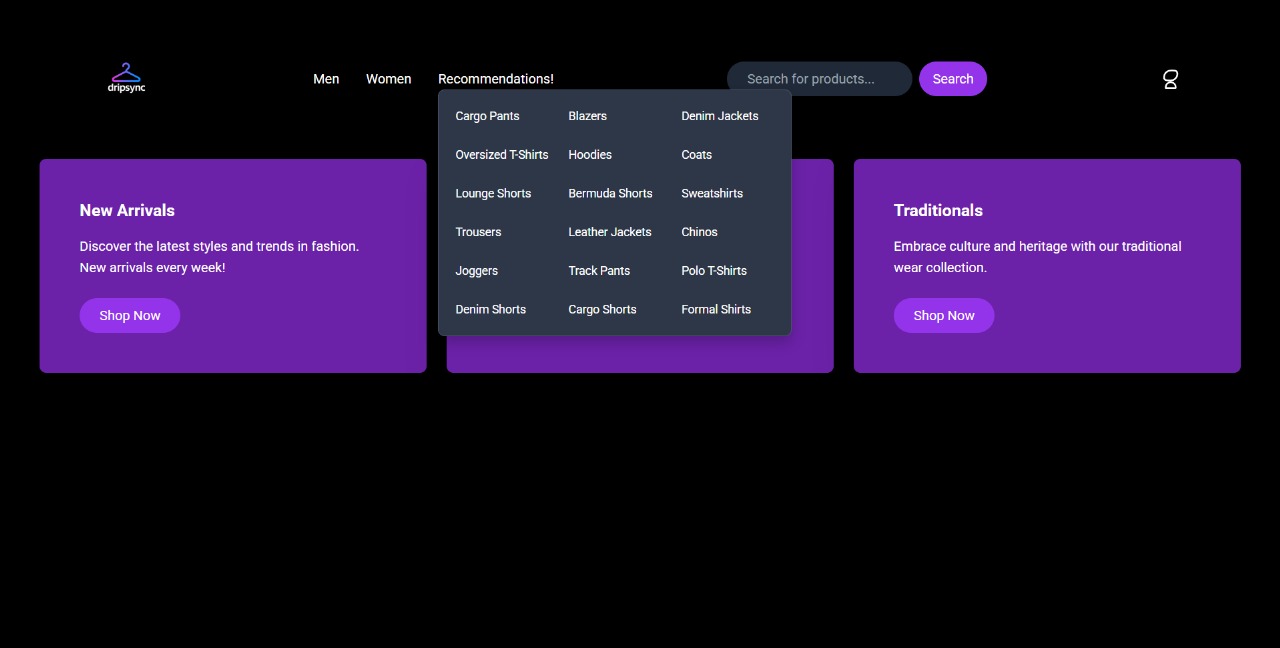 dripsync
Men Women Recommendations! Search for products... Search
Cargo Pants Blazers Denim Jackets
Oversized T-Shirts Hoodies Coats
Lounge Shorts Bermuda Shorts Sweatshirts
Trousers Leather Jackets Chinos
Joggers Track Pants Polo T-Shirts
Denim Shorts Cargo Shorts Formal Shirts
New Arrivals
Discover the latest styles and trends in fashion.
New arrivals every week!
Shop Now
Traditionals
Embrace culture and heritage with our traditional
wear collection.
Shop Now